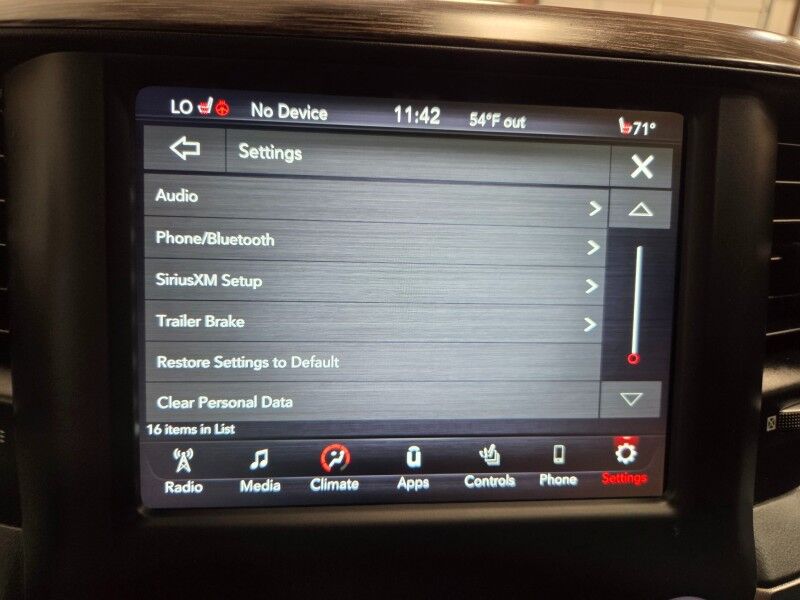 LO No Device 11:42 54°F out 71°
Settings
Audio
Phone/Bluetooth
SiriusXM Setup
Trailer Brake
Restore Settings to Default
Clear Personal Data
16 items in List
Radio Media Climate Apps Controls Phone Settings